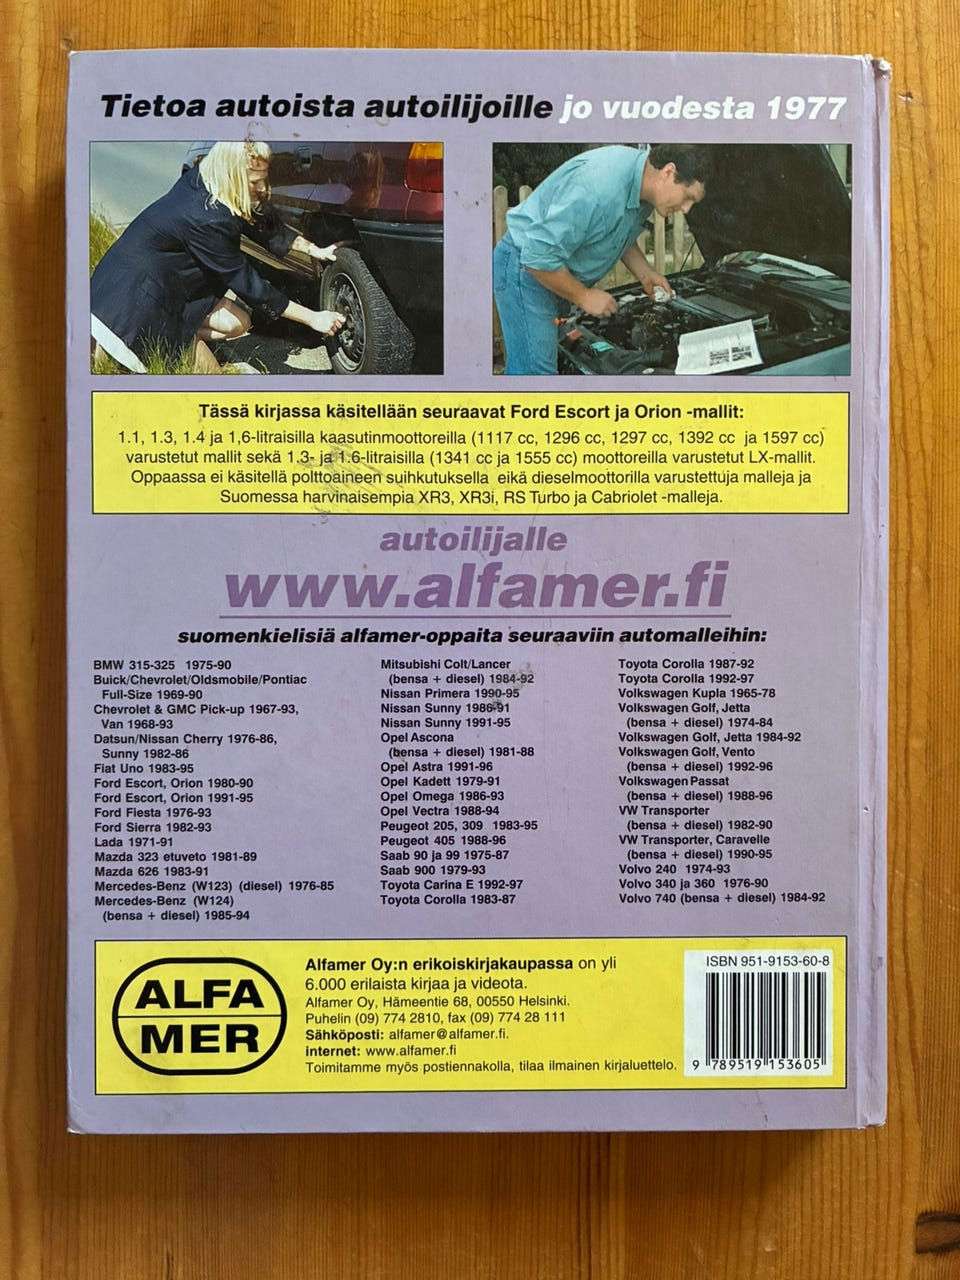 Tietoa autoista autoilijoille jo vuodesta 1977
Tässä kirjassa käsitellään seuraavat Ford Escort ja Orion -mallit:
1.1, 1.3, 1.4 ja 1,6-litraisilla kaasutinmoottoreilla (1117 cc, 1296 cc, 1297 cc, 1392 cc ja 1597 cc)
varustetut mallit sekä 1.3- ja 1.6-litraisilla (1341 cc ja 1555 cc) moottoreilla varustetut LX-mallit.
Oppaassa ei käsitellä polttoaineen suihkutuksella eikä dieselmoottorilla varustettuja malleja ja
Suomessa harvinaisempia XR3, XR3i, RS Turbo ja Cabriolet -malleja.
autoilijalle
www.alfamer.fi
suomenkielisiä alfamer-oppaita seuraaviin automalleihin:
BMW 315-325 1975-90
Buick/Chevrolet/Oldsmobile/Pontiac
Full-Size 1969-90
Chevrolet & GMC Pick-up 1967-93,
Van 1968-93
Datsun/Nissan Cherry 1976-86,
Sunny 1982-86
Fiat Uno 1983-95
Ford Escort, Orion 1980-90
Ford Escort, Orion 1991-95
Ford Fiesta 1976-93
Ford Sierra 1982-93
Lada 1971-91
Mazda 323 etuveto 1981-89
Mazda 626 1983-91
Mercedes-Benz (W123) (diesel) 1976-85
Mercedes-Benz (W124)
(bensa + diesel) 1985-94
Mitsubishi Colt/Lancer
(bensa + diesel) 1984-92
Nissan Primera 1990-95
Nissan Sunny 1986-91
Nissan Sunny 1991-95
Opel Ascona
(bensa + diesel) 1981-88
Opel Astra 1991-96
Opel Kadett 1979-91
Opel Omega 1986-93
Opel Vectra 1988-94
Peugeot 205, 309 1983-95
Peugeot 405 1988-96
Saab 90 ja 99 1975-87
Saab 900 1979-93
Toyota Carina E 1992-97
Toyota Corolla 1983-87
Toyota Corolla 1987-92
Toyota Corolla 1992-97
Volkswagen Kupla 1965-78
Volkswagen Golf, Jetta
(bensa + diesel) 1974-84
Volkswagen Golf, Jetta 1984-92
Volkswagen Golf, Vento
(bensa + diesel) 1992-96
Volkswagen Passat
(bensa + diesel) 1988-96
VW Transporter
(bensa + diesel) 1982-90
VW Transporter, Caravelle
(bensa + diesel) 1990-95
Volvo 240 1974-93
Volvo 340 ja 360 1976-90
Volvo 740 (bensa + diesel) 1984-92
ALFA
MER
Alfamer Oy:n erikoiskirjakaupassa on yli
6.000 erilaista kirjaa ja videota.
Alfamer Oy, Hämeentie 68, 00550 Helsinki.
Puhelin (09) 774 2810, fax (09) 774 28 111
Sähköposti: alfamer@alfamer.fi.
internet: www.alfamer.fi
Toimitamme myös postiennakolla, tilaa ilmainen kirjaluettelo.
ISBN 951-9153-60-8
9 789519 153605